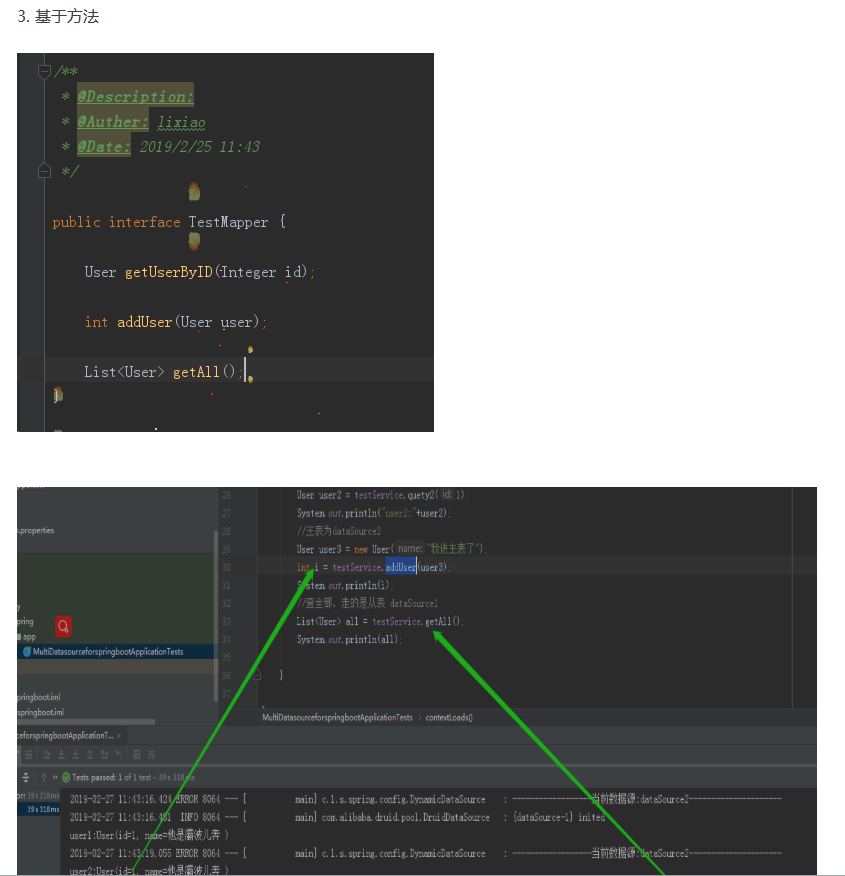 3. 基于方法
/**
* @Description:
* @Auther: lixiao
* @Date: 2019/2/25 11:43
*/
public interface TestMapper {
User getUserByID(Integer id);
int addUser(User user);
List<User> getAll();
}
26 User user2 = testService.quety2( id: 1);
27 System.out.println("user2:"+user2);
28 //主表为dataSource2
29 User user3 = new User( name: "我进主表了");
30 int i = testService.addUser(user3);
31 System.out.println(i);
32 //查全部，走的是从表 dataSource1
33 List<User> all = testService.getAll();
34 System.out.println(all);
35
36 }
37
.properties
y
pring
app
MultiDatasourceforspringbootApplicationTests
pringboot.iml
springboot.iml
MultiDatasourceforspringbootApplicationTests > contextLoads()
ceforspringbootApplicationT... ×
» Tests passed: 1 of 1 test – 39 s 318 ms
39 s 318ms
39 s 318ms
2019-02-27 11:43:16.424 ERROR 8064 --- [ main] c.l.s.spring.config.DynamicDataSource : ------------------当前数据源:dataSource2--------------------
2019-02-27 11:43:16.481 INFO 8064 --- [ main] com.alibaba.druid.pool.DruidDataSource : {dataSource-1} inited
user1:User(id=1, name=他是灞波儿奔 )
2019-02-27 11:43:19.055 ERROR 8064 --- [ main] c.l.s.spring.config.DynamicDataSource : ------------------当前数据源:dataSource2--------------------
user2:User(id=1, name=他是灞波儿奔 )